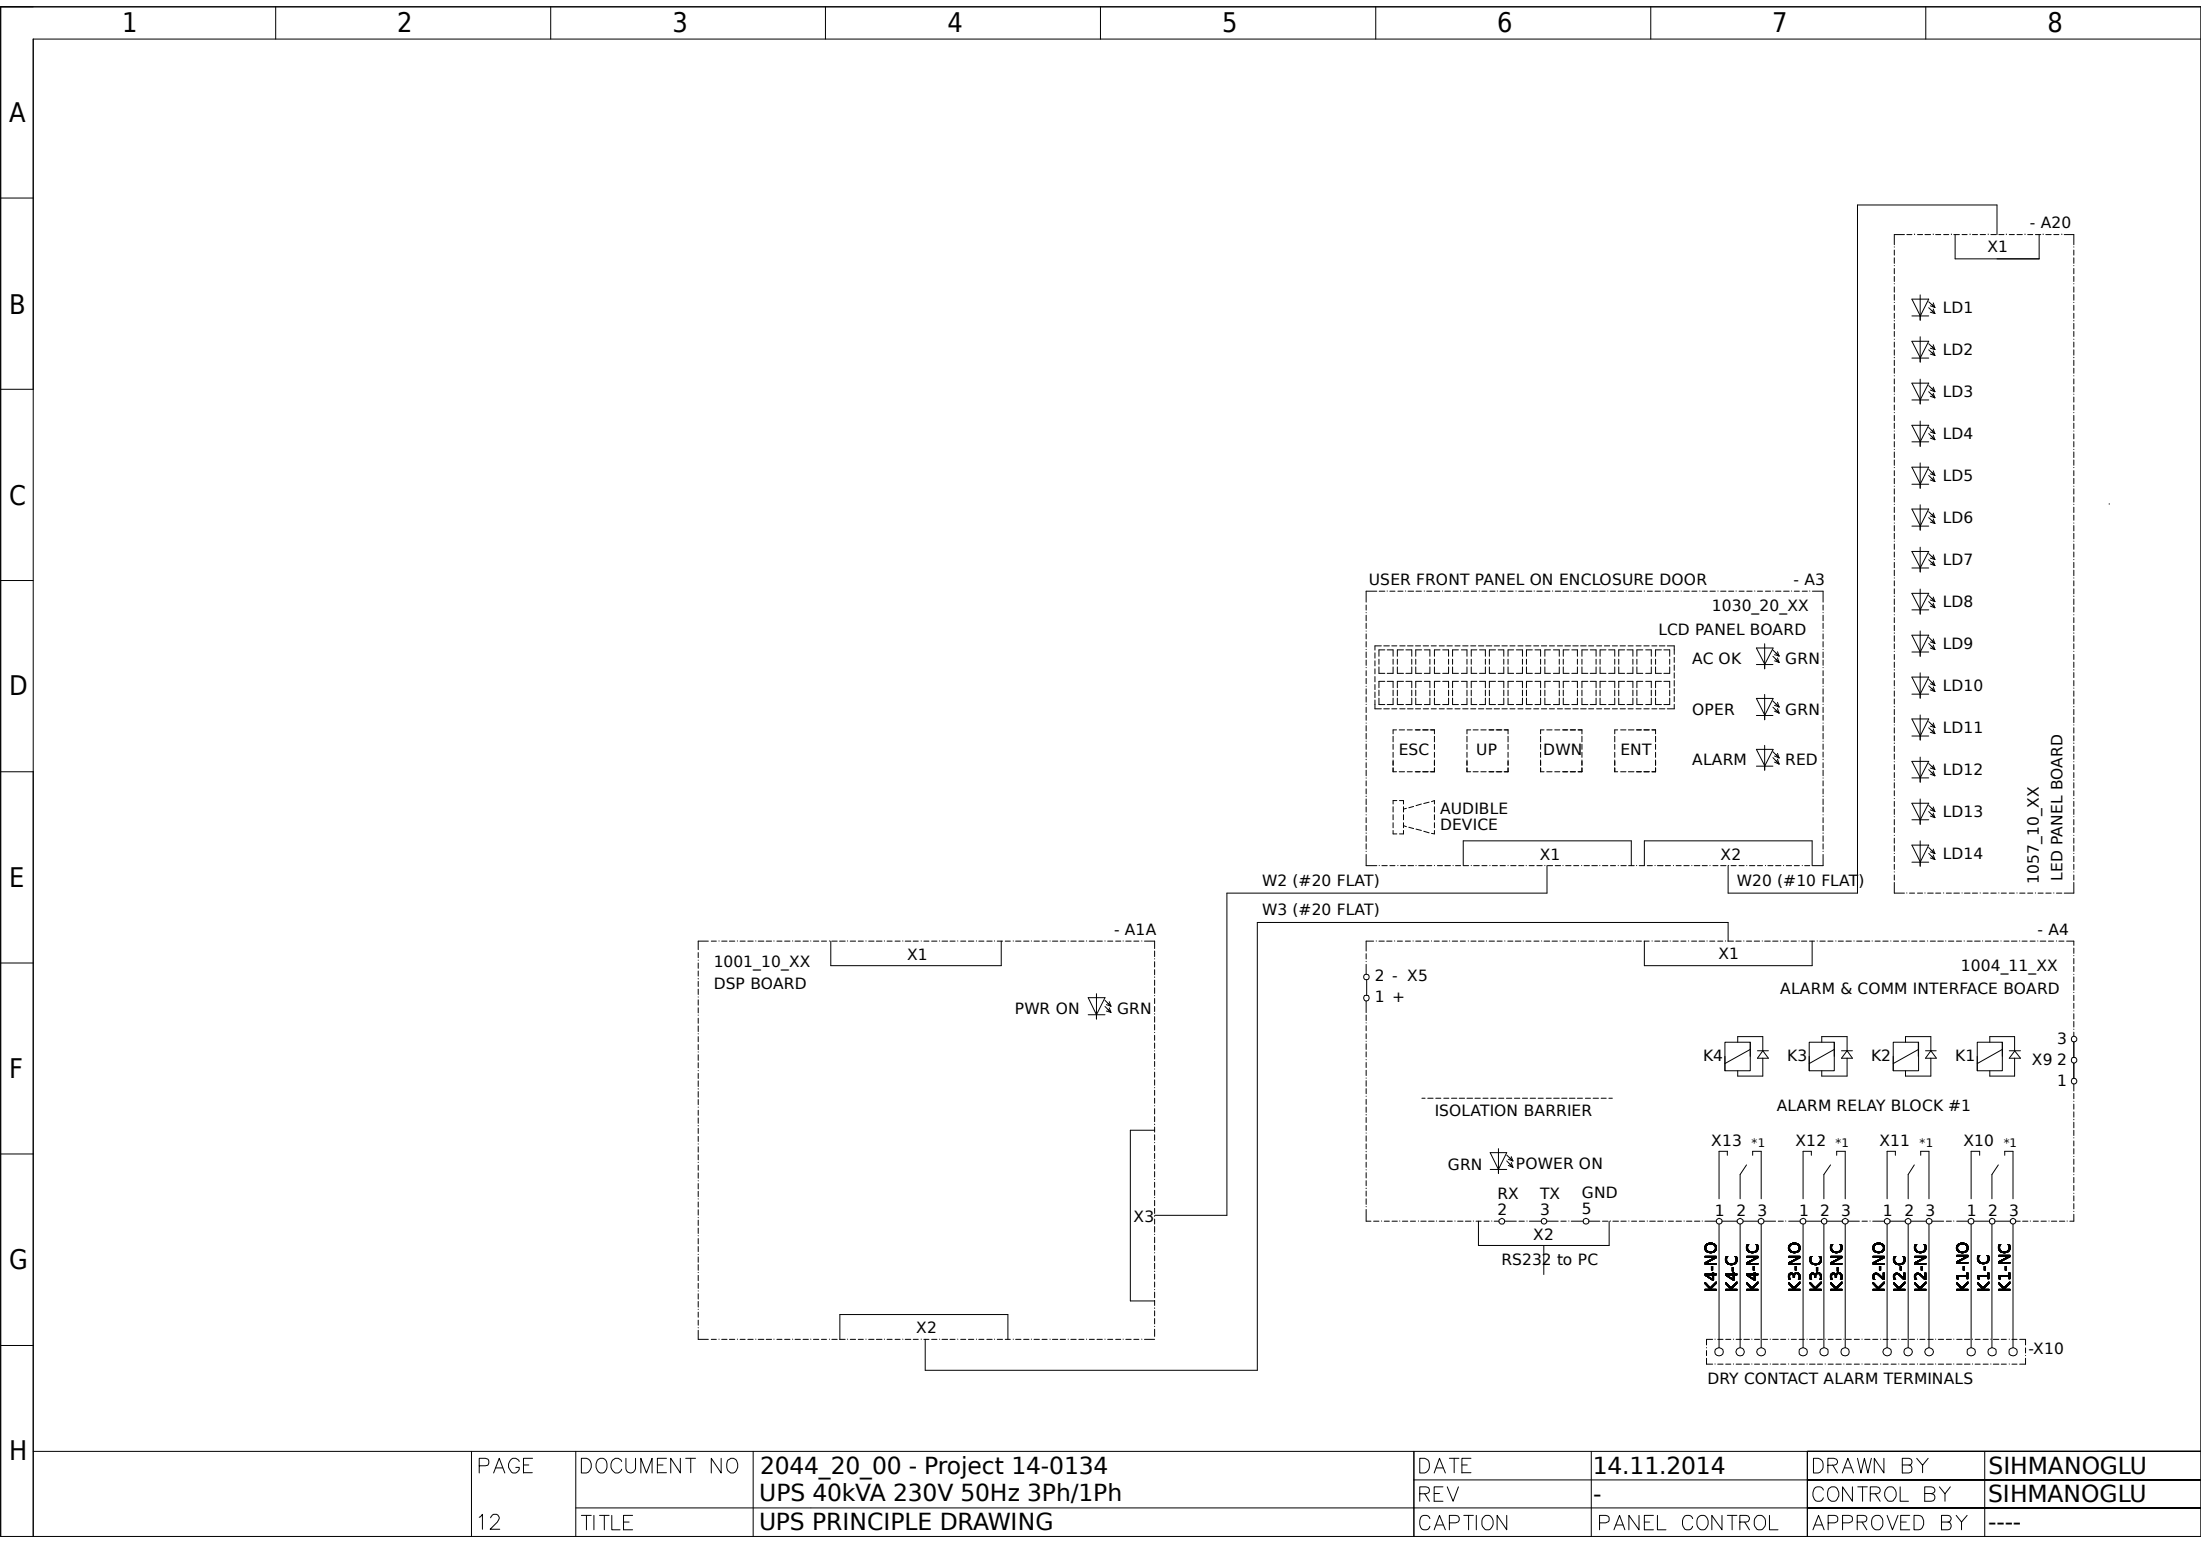 1 2 3 4 5 6 7 8
A
B
C
D
E
F
G
H
- A20
X1
LD1
LD2
LD3
LD4
LD5
LD6
LD7
LD8
LD9
LD10
LD11
LD12
LD13
LD14
1057_10_XX
LED PANEL BOARD
USER FRONT PANEL ON ENCLOSURE DOOR - A3
1030_20_XX
LCD PANEL BOARD
AC OK GRN
OPER GRN
ESC UP DWN ENT
ALARM RED
AUDIBLE
DEVICE
X1 X2
W2 (#20 FLAT) W20 (#10 FLAT)
W3 (#20 FLAT)
- A1A
X1
1001_10_XX
DSP BOARD
PWR ON GRN
X3
X2
- A4
X1
1004_11_XX
ALARM & COMM INTERFACE BOARD
2 - X5
1 +
K4 K3 K2 K1
3
X9 2
1
ISOLATION BARRIER
ALARM RELAY BLOCK #1
X13 *1 X12 *1 X11 *1 X10 *1
GRN POWER ON
RX TX GND
2 3 5
X2
RS232 to PC
1 2 3 1 2 3 1 2 3 1 2 3
K4-NO
K4-C
K4-NC
K3-NO
K3-C
K3-NC
K2-NO
K2-C
K2-NC
K1-NO
K1-C
K1-NC
-X10
DRY CONTACT ALARM TERMINALS
PAGE
12
DOCUMENT NO 2044_20_00 - Project 14-0134
UPS 40kVA 230V 50Hz 3Ph/1Ph
TITLE UPS PRINCIPLE DRAWING
DATE 14.11.2014
REV -
CAPTION PANEL CONTROL
DRAWN BY SIHMANOGLU
CONTROL BY SIHMANOGLU
APPROVED BY ----